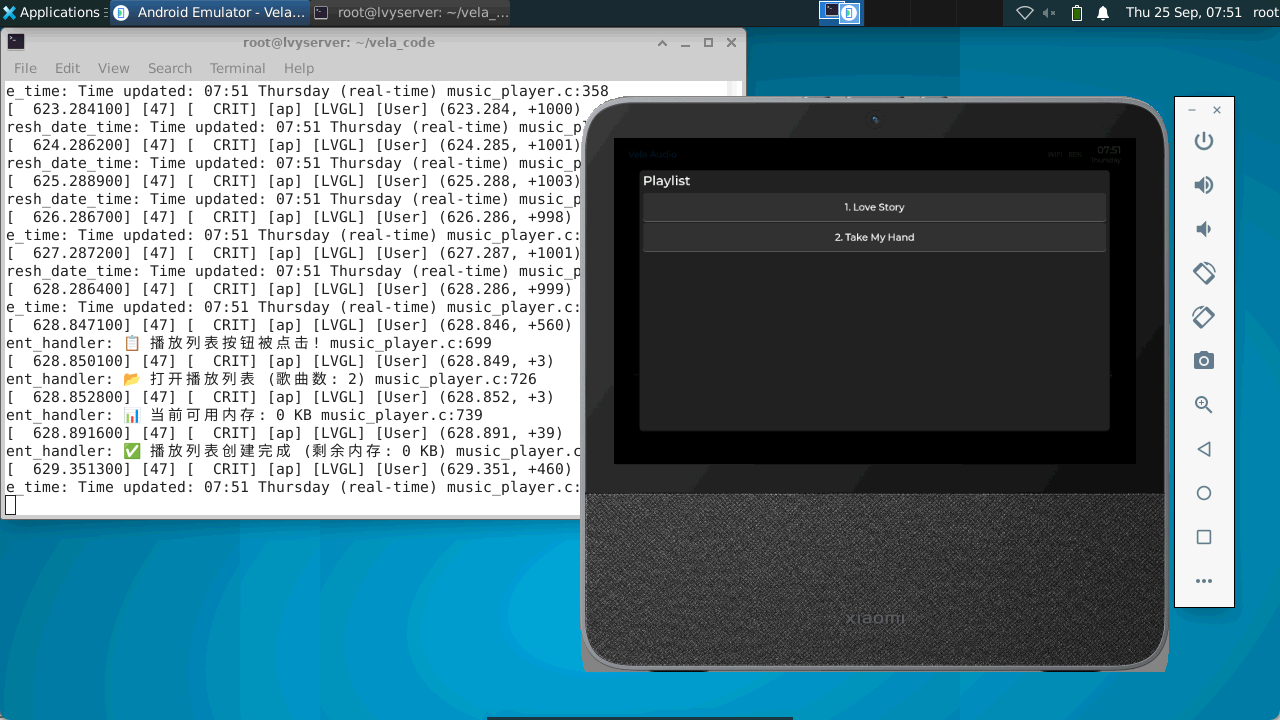 Applications
Android Emulator - Vela...
root@lvyserver: ~/vela_...
Thu 25 Sep, 07:51
root
root@lvyserver: ~/vela_code
File Edit View Search Terminal Help
e_time: Time updated: 07:51 Thursday (real-time) music_player.c:358
[ 623.284100] [47] [ CRIT] [ap] [LVGL] [User] (623.284, +1000)
resh_date_time: Time updated: 07:51 Thursday (real-time) music_p
[ 624.286200] [47] [ CRIT] [ap] [LVGL] [User] (624.285, +1001)
resh_date_time: Time updated: 07:51 Thursday (real-time) music_p
[ 625.288900] [47] [ CRIT] [ap] [LVGL] [User] (625.288, +1003)
resh_date_time: Time updated: 07:51 Thursday (real-time) music_p
[ 626.286700] [47] [ CRIT] [ap] [LVGL] [User] (626.286, +998)
e_time: Time updated: 07:51 Thursday (real-time) music_player.c:
[ 627.287200] [47] [ CRIT] [ap] [LVGL] [User] (627.287, +1001)
resh_date_time: Time updated: 07:51 Thursday (real-time) music_p
[ 628.286400] [47] [ CRIT] [ap] [LVGL] [User] (628.286, +999)
e_time: Time updated: 07:51 Thursday (real-time) music_player.c:
[ 628.847100] [47] [ CRIT] [ap] [LVGL] [User] (628.846, +560)
ent_handler: 📋 播放列表按钮被点击! music_player.c:699
[ 628.850100] [47] [ CRIT] [ap] [LVGL] [User] (628.849, +3)
ent_handler: 📂 打开播放列表 (歌曲数: 2) music_player.c:726
[ 628.852800] [47] [ CRIT] [ap] [LVGL] [User] (628.852, +3)
ent_handler: 📊 当前可用内存: 0 KB music_player.c:739
[ 628.891600] [47] [ CRIT] [ap] [LVGL] [User] (628.891, +39)
ent_handler: ✅ 播放列表创建完成 (剩余内存: 0 KB) music_player.c
[ 629.351300] [47] [ CRIT] [ap] [LVGL] [User] (629.351, +460)
e_time: Time updated: 07:51 Thursday (real-time) music_player.c:
Vela Audio
WIFI 80% 07:51
Thursday
Playlist
1. Love Story
2. Take My Hand
xiaomi